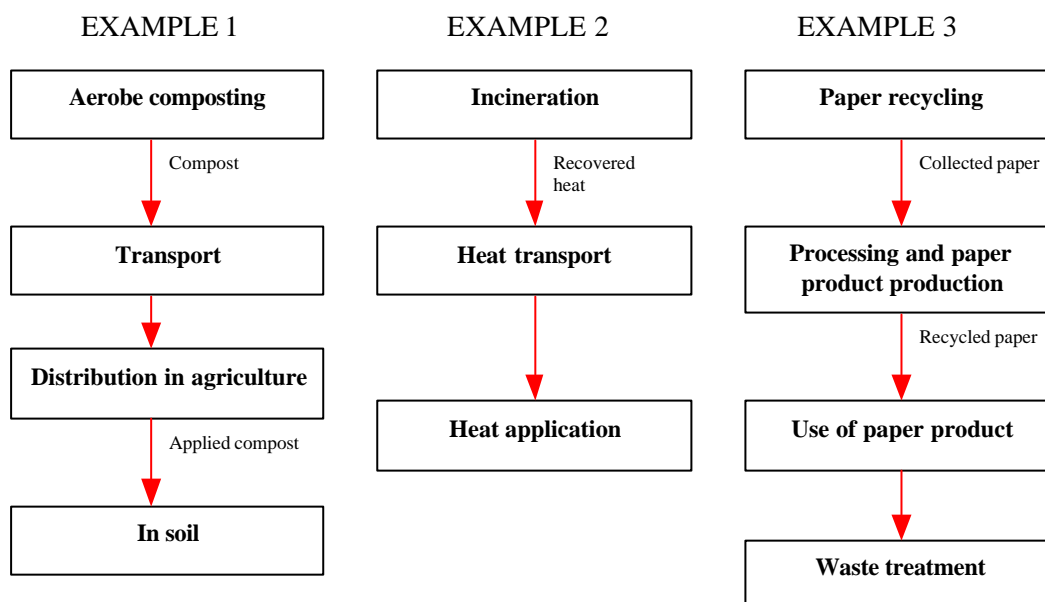 EXAMPLE 1
Aerobe composting
Compost
Transport
Distribution in agriculture
Applied compost
In soil
EXAMPLE 2
Incineration
Recovered
heat
Heat transport
Heat application
EXAMPLE 3
Paper recycling
Collected paper
Processing and paper
product production
Recycled paper
Use of paper product
Waste treatment